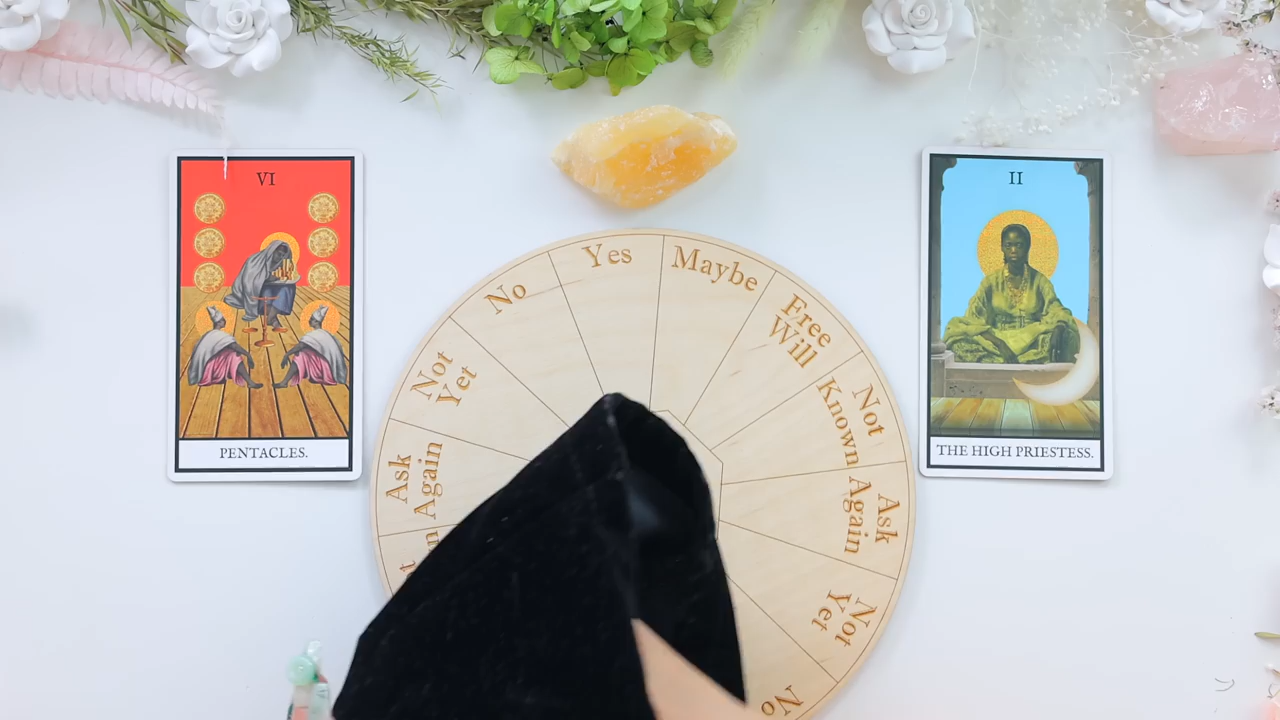 VI
PENTACLES.
II
THE HIGH PRIESTESS.
Yes
Maybe
Free
Will
Not
Known
Ask
Again
Not
Yet
No
Ask
Again
Not
Yet
No